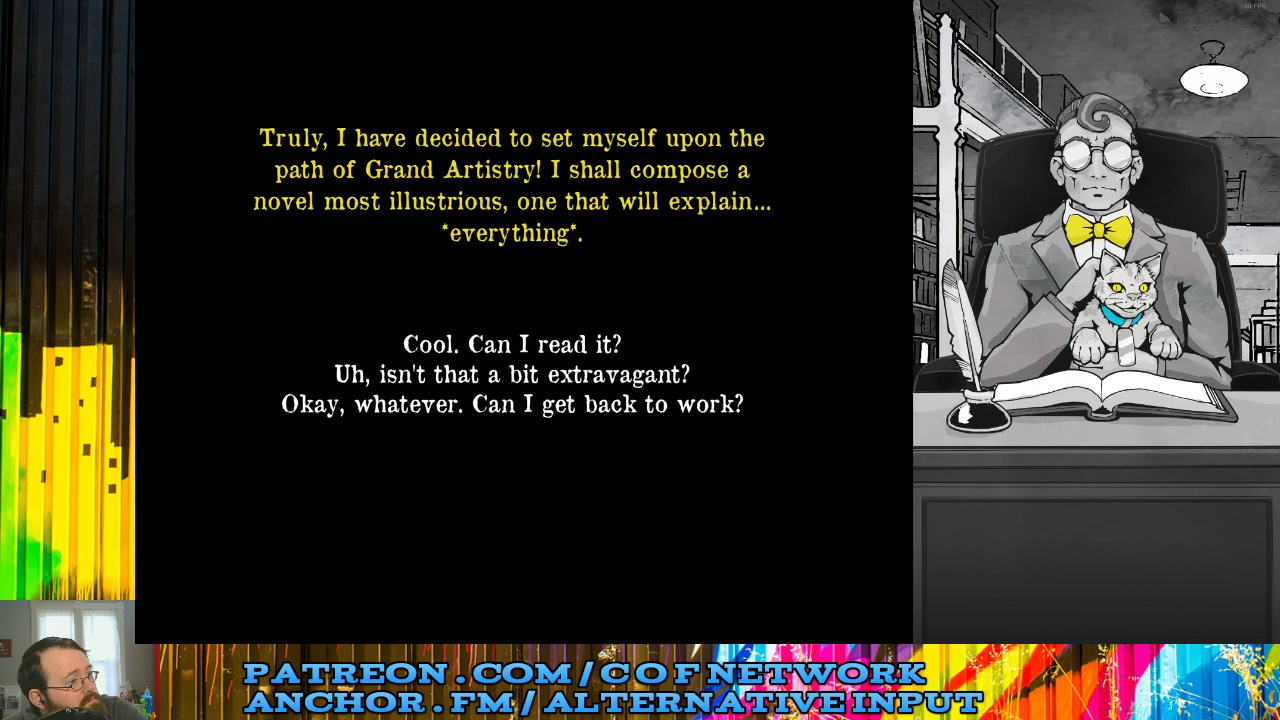 60 FPS
Truly, I have decided to set myself upon the
path of Grand Artistry! I shall compose a
novel most illustrious, one that will explain...
*everything*.
Cool. Can I read it?
Uh, isn't that a bit extravagant?
Okay, whatever. Can I get back to work?
PATREON.COM/COFNETWORK
ANCHOR.FM/ALTERNATIVEINPUT